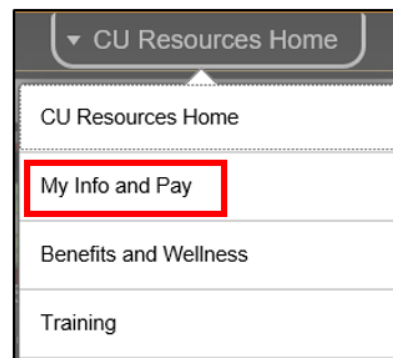 CU Resources Home
CU Resources Home
My Info and Pay
Benefits and Wellness
Training